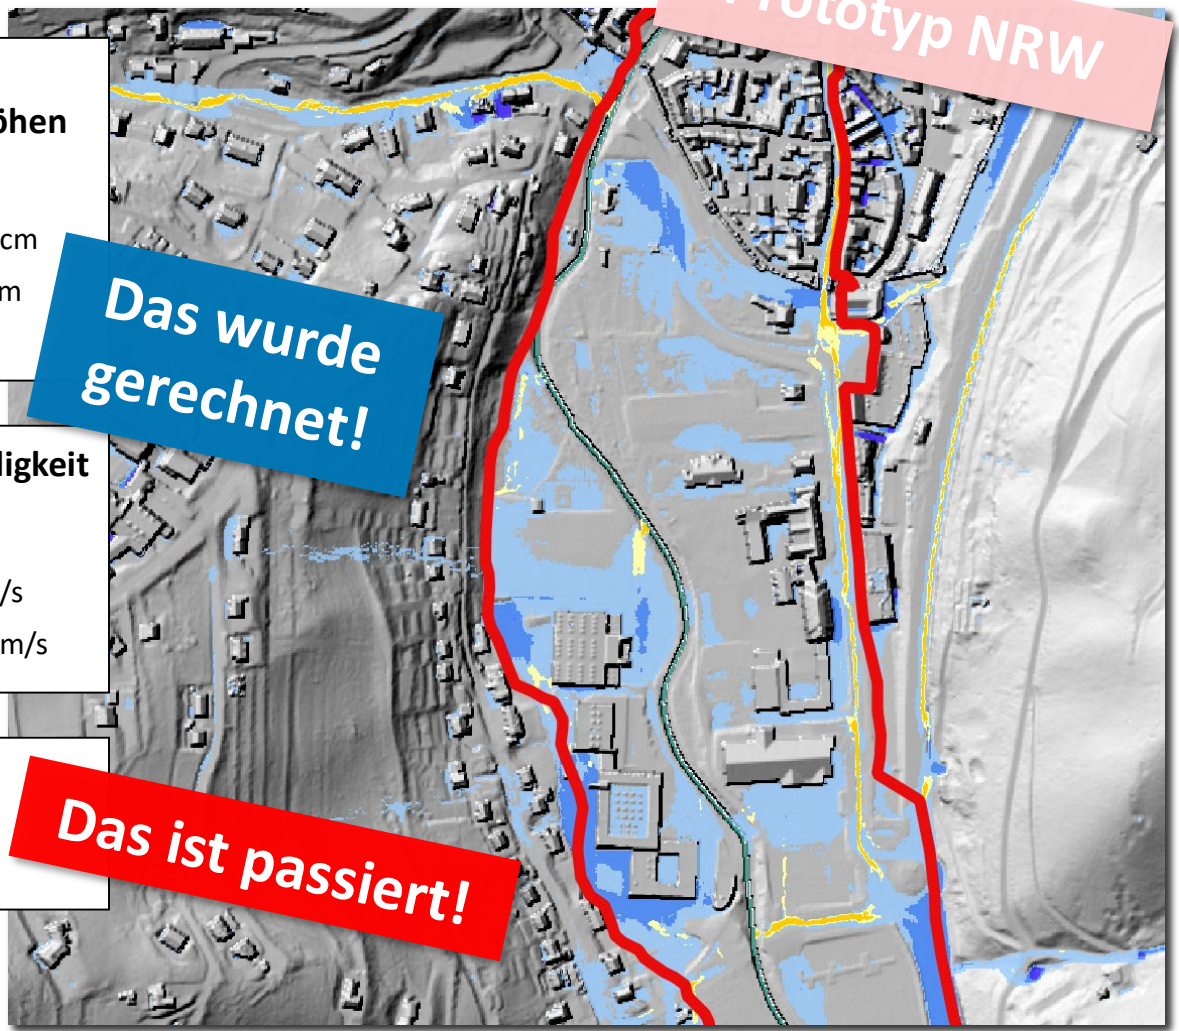 Prototyp NRW
öhen
cm
m
Das wurde
gerechnet!
digkeit
/s
m/s
Das ist passiert!